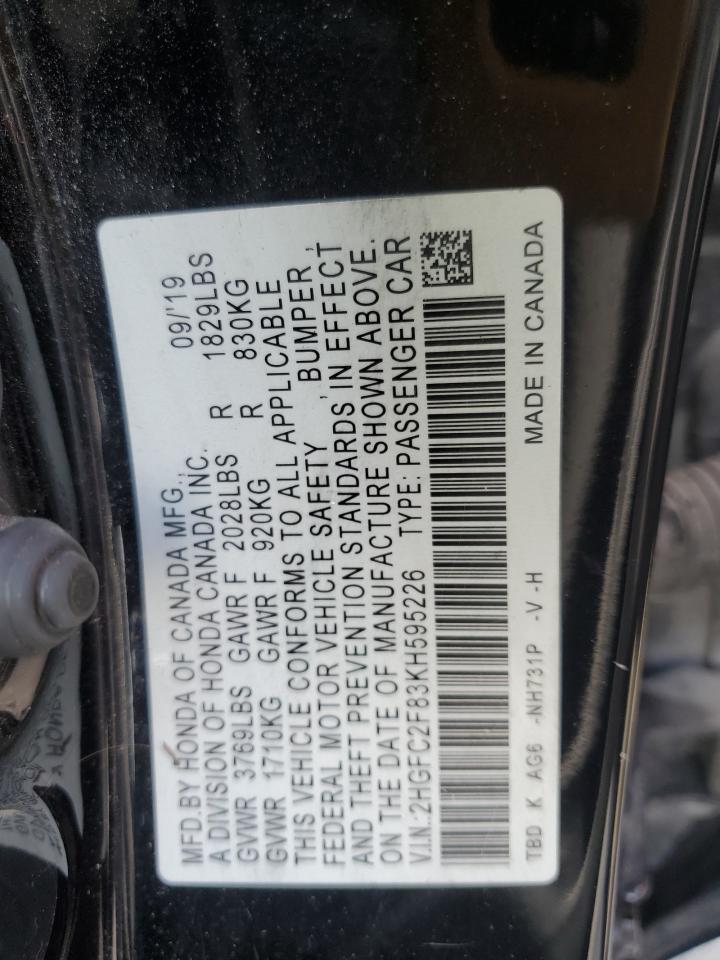 MFD.BY HONDA OF CANADA MFG., 09/'19
A DIVISION OF HONDA CANADA INC.
GVWR 3769LBS GAWR F 2028LBS R 1829LBS
GVWR 1710KG GAWR F 920KG R 830KG
THIS VEHICLE CONFORMS TO ALL APPLICABLE
FEDERAL MOTOR VEHICLE SAFETY , BUMPER ,
AND THEFT PREVENTION STANDARDS IN EFFECT
ON THE DATE OF MANUFACTURE SHOWN ABOVE.
V.I.N.:2HGFC2F83KH595226 TYPE: PASSENGER CAR
TBD K AG6 -NH731P -V -H MADE IN CANADA